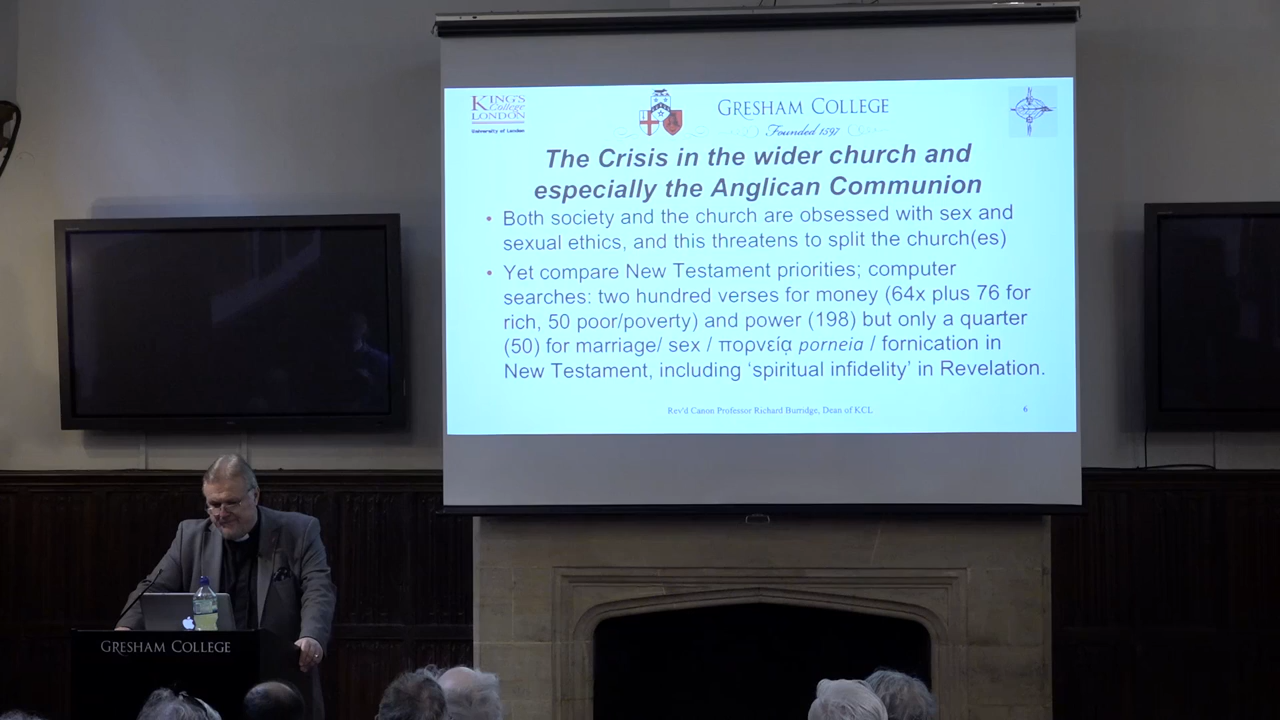 KING'S
College
LONDON
University of London
GRESHAM COLLEGE
Founded 1597
The Crisis in the wider church and
especially the Anglican Communion
• Both society and the church are obsessed with sex and
sexual ethics, and this threatens to split the church(es)
• Yet compare New Testament priorities; computer
searches: two hundred verses for money (64x plus 76 for
rich, 50 poor/poverty) and power (198) but only a quarter
(50) for marriage/ sex / πορνείᾳ porneia / fornication in
New Testament, including ‘spiritual infidelity’ in Revelation.
Rev'd Canon Professor Richard Burridge, Dean of KCL
6
GRESHAM COLLEGE